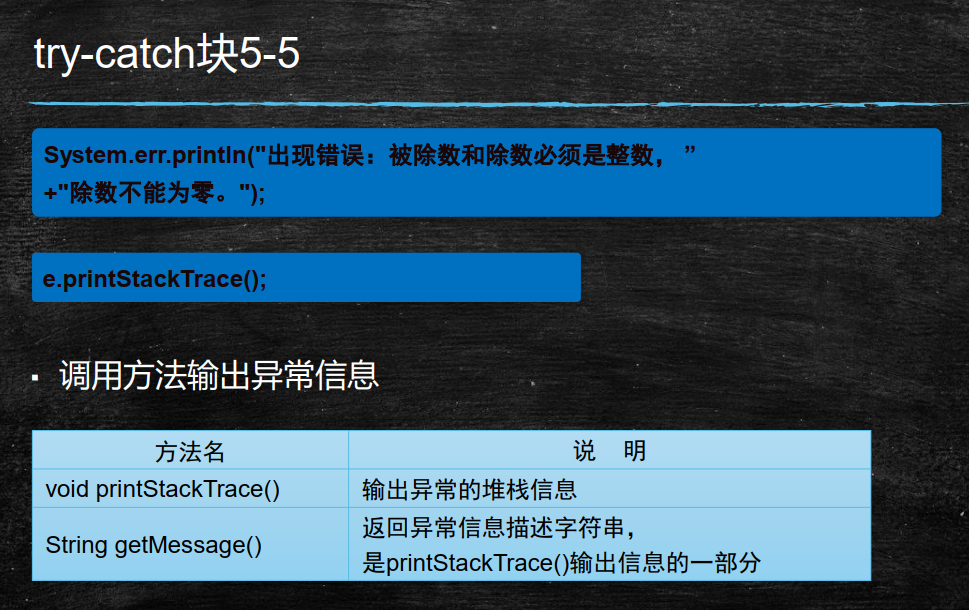 try-catch块5-5
System.err.println("出现错误：被除数和除数必须是整数， ”
+"除数不能为零。");
e.printStackTrace();
▪ 调用方法输出异常信息
方法名 说 明
void printStackTrace() 输出异常的堆栈信息
String getMessage() 返回异常信息描述字符串，
是printStackTrace()输出信息的一部分